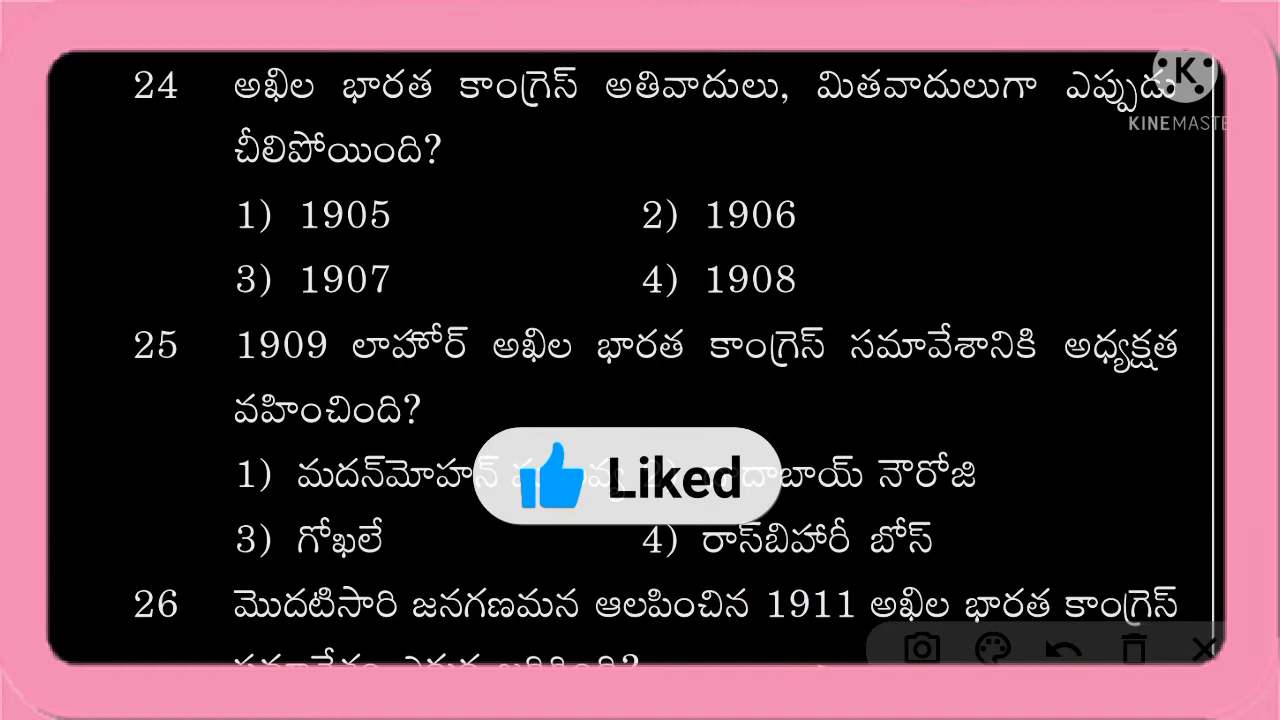 24 అఖిల భారత కాంగ్రెస్ అతివాదులు, మితవాదులుగా ఎప్పుడు
చీలిపోయింది?
1) 1905 2) 1906
3) 1907 4) 1908
25 1909 లాహోర్ అఖిల భారత కాంగ్రెస్ సమావేశానికి అధ్యక్షత
వహించింది?
1) మదన్‌మోహన్ నౌరోజి
Liked
3) గోఖలే 4) రాస్‌బిహారీ బోస్
26 మొదటిసారి జనగణమన ఆలపించిన 1911 అఖిల భారత కాంగ్రెస్
K
KINEMASTE